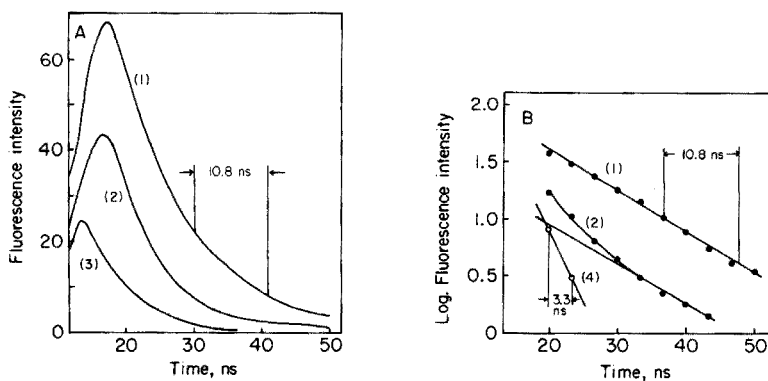 A
60
40
20
0
(1)
10.8 ns
(2)
(3)
20
30
40
50
Fluorescence intensity
Time, ns
B
2.0
1.5
1.0
0.5
0
(1)
10.8 ns
(2)
(4)
3.3
ns
20
30
40
50
Log. Fluorescence intensity
Time, ns